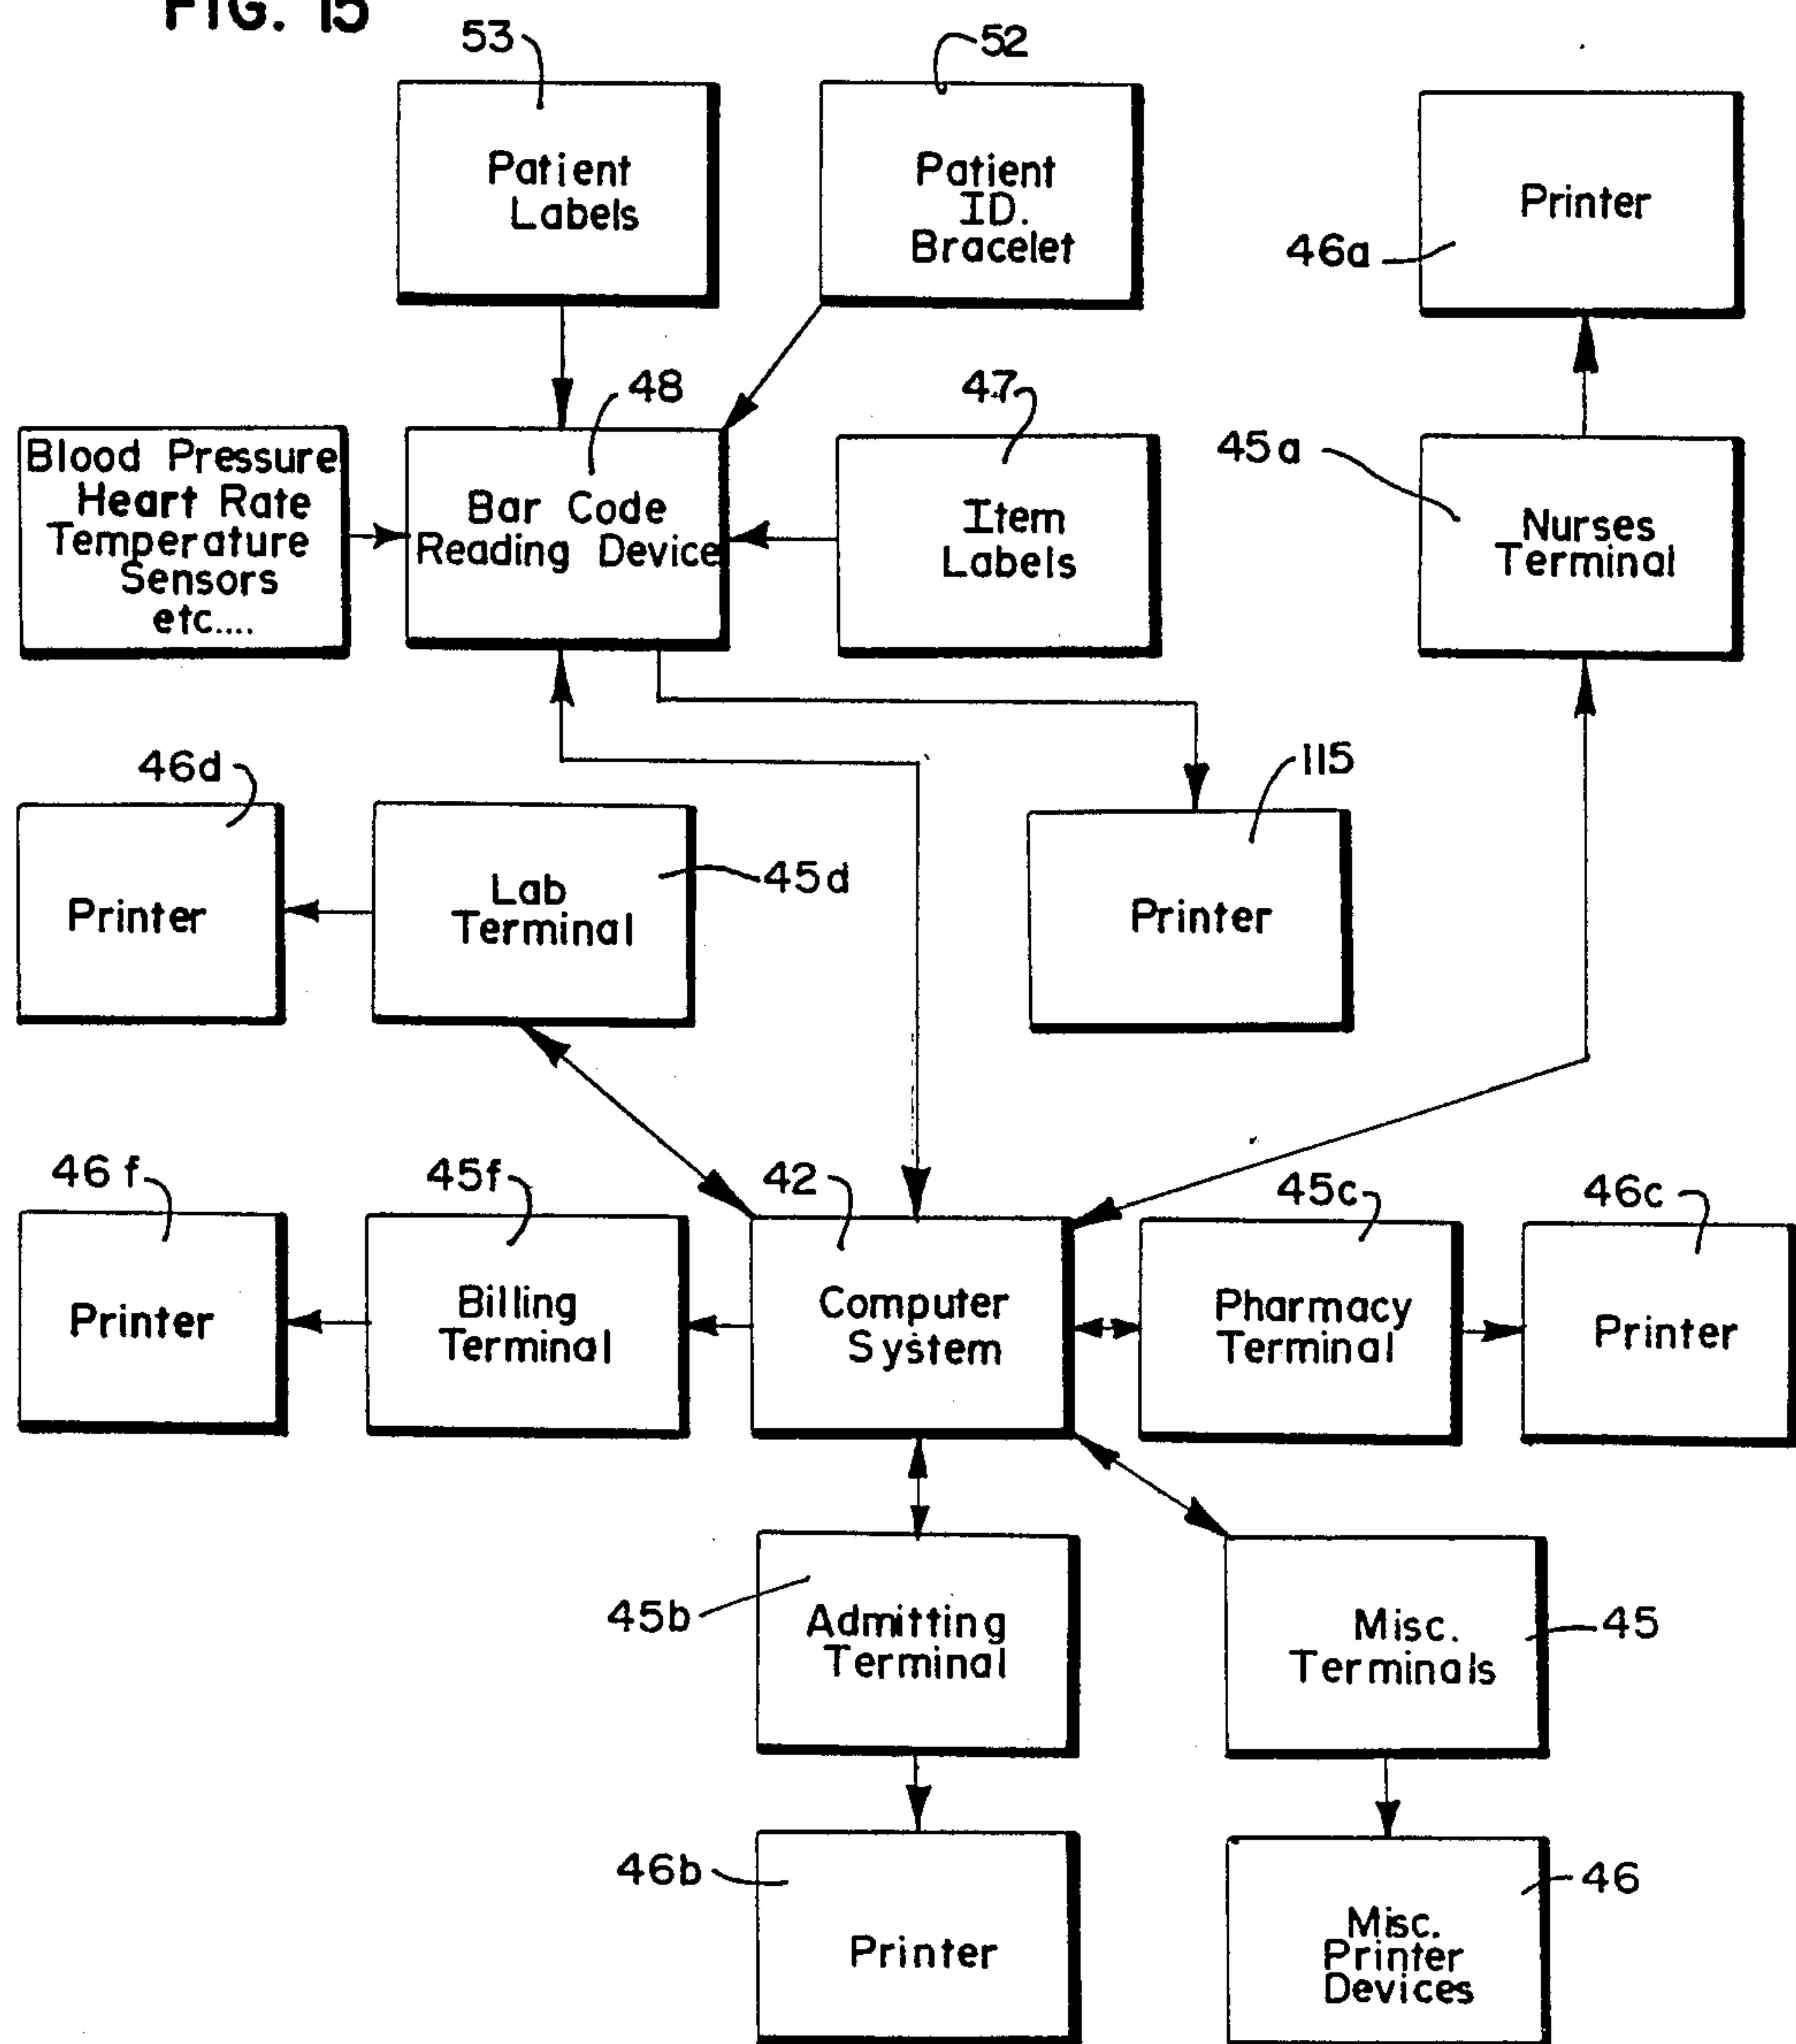 FIG. 15
53
52
Patient
Labels
Patient
ID.
Bracelet
Printer
46a
48
47
45a
Blood Pressure
Heart Rate
Temperature
Sensors
etc....
Bar Code
Reading Device
Item
Labels
Nurses
Terminal
46d
115
45d
Printer
Lab
Terminal
Printer
46f
45f
42
45c
46c
Printer
Billing
Terminal
Computer
System
Pharmacy
Terminal
Printer
45b
Admitting
Terminal
Misc.
Terminals
45
46b
Printer
46
Misc.
Printer
Devices